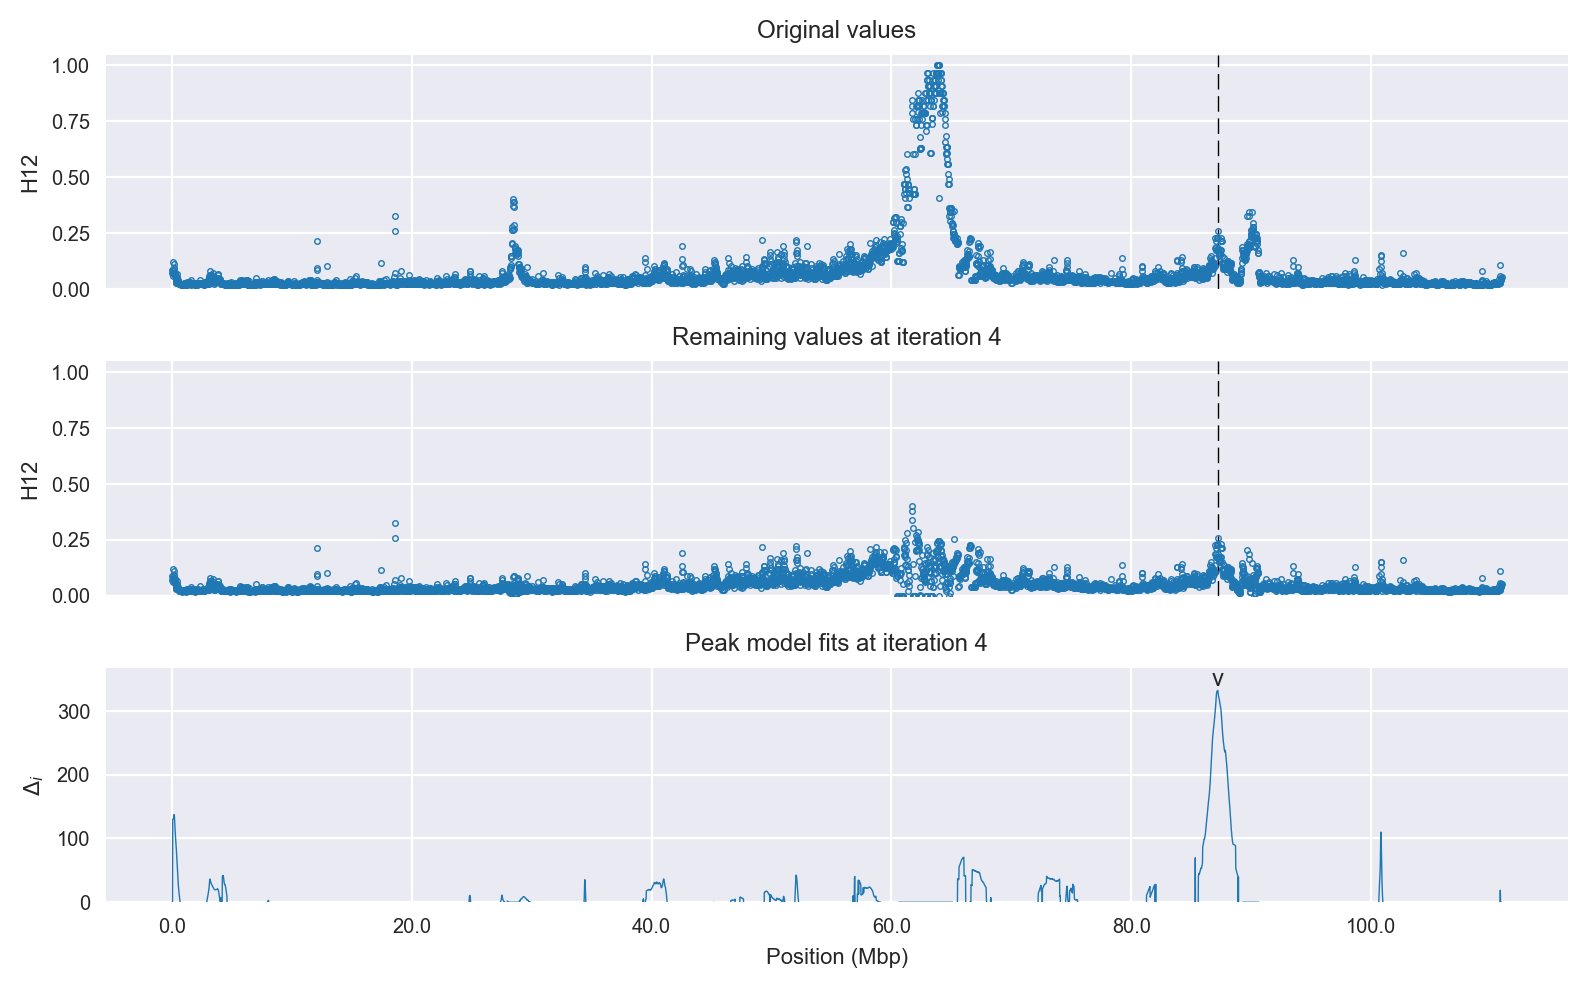 Original values
1.00
0.75
0.50
0.25
0.00
H12
Remaining values at iteration 4
1.00
0.75
0.50
0.25
0.00
H12
Peak model fits at iteration 4
v
300
200
100
0
Δi
0.0 20.0 40.0 60.0 80.0 100.0
Position (Mbp)